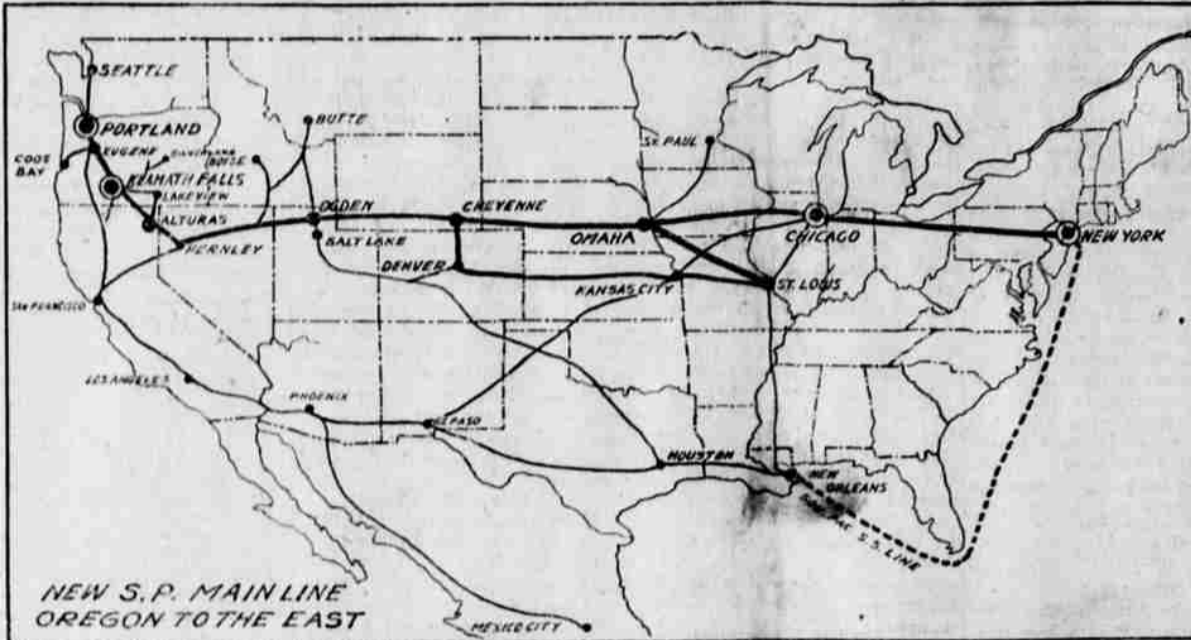 SEATTLE
PORTLAND
BUTTE
EUGENE
BOISE
COOS
BAY
ST. PAUL
KLAMATH FALLS
LAKEVIEW
ALTURAS
OGDEN
CHEYENNE
OMAHA
CHICAGO
NEW YORK
HERNLEY
SALT LAKE
DENVER
KANSAS CITY
ST. LOUIS
SAN FRANCISCO
LOS ANGELES
PHOENIX
EL PASO
HOUSTON
NEW
ORLEANS
S.S. LINE
NEW S.P. MAIN LINE
OREGON TO THE EAST
MEXICO CITY